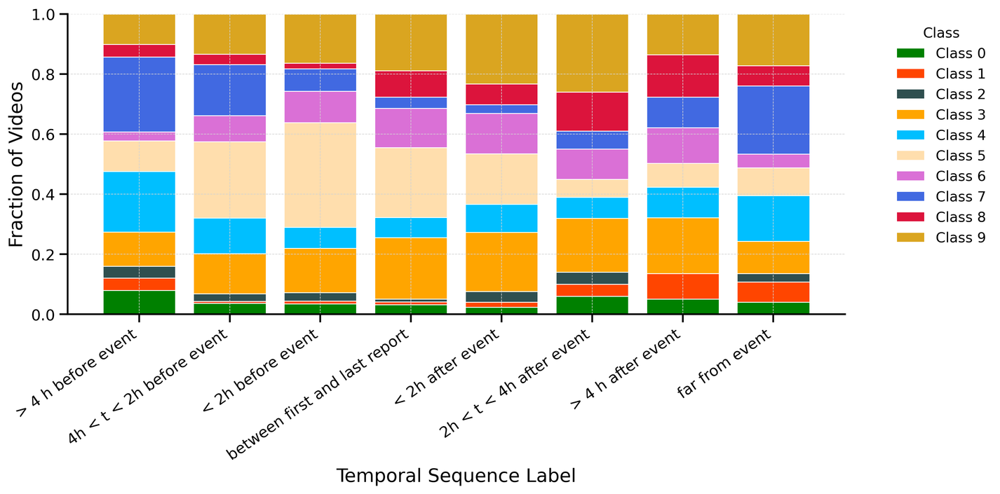 1.0
0.8
0.6
0.4
0.2
0.0
Fraction of Videos
> 4 h before event
4h < t < 2h before event
< 2h before event
between first and last report
< 2h after event
2h < t < 4h after event
> 4 h after event
far from event
Temporal Sequence Label
Class
Class 0
Class 1
Class 2
Class 3
Class 4
Class 5
Class 6
Class 7
Class 8
Class 9